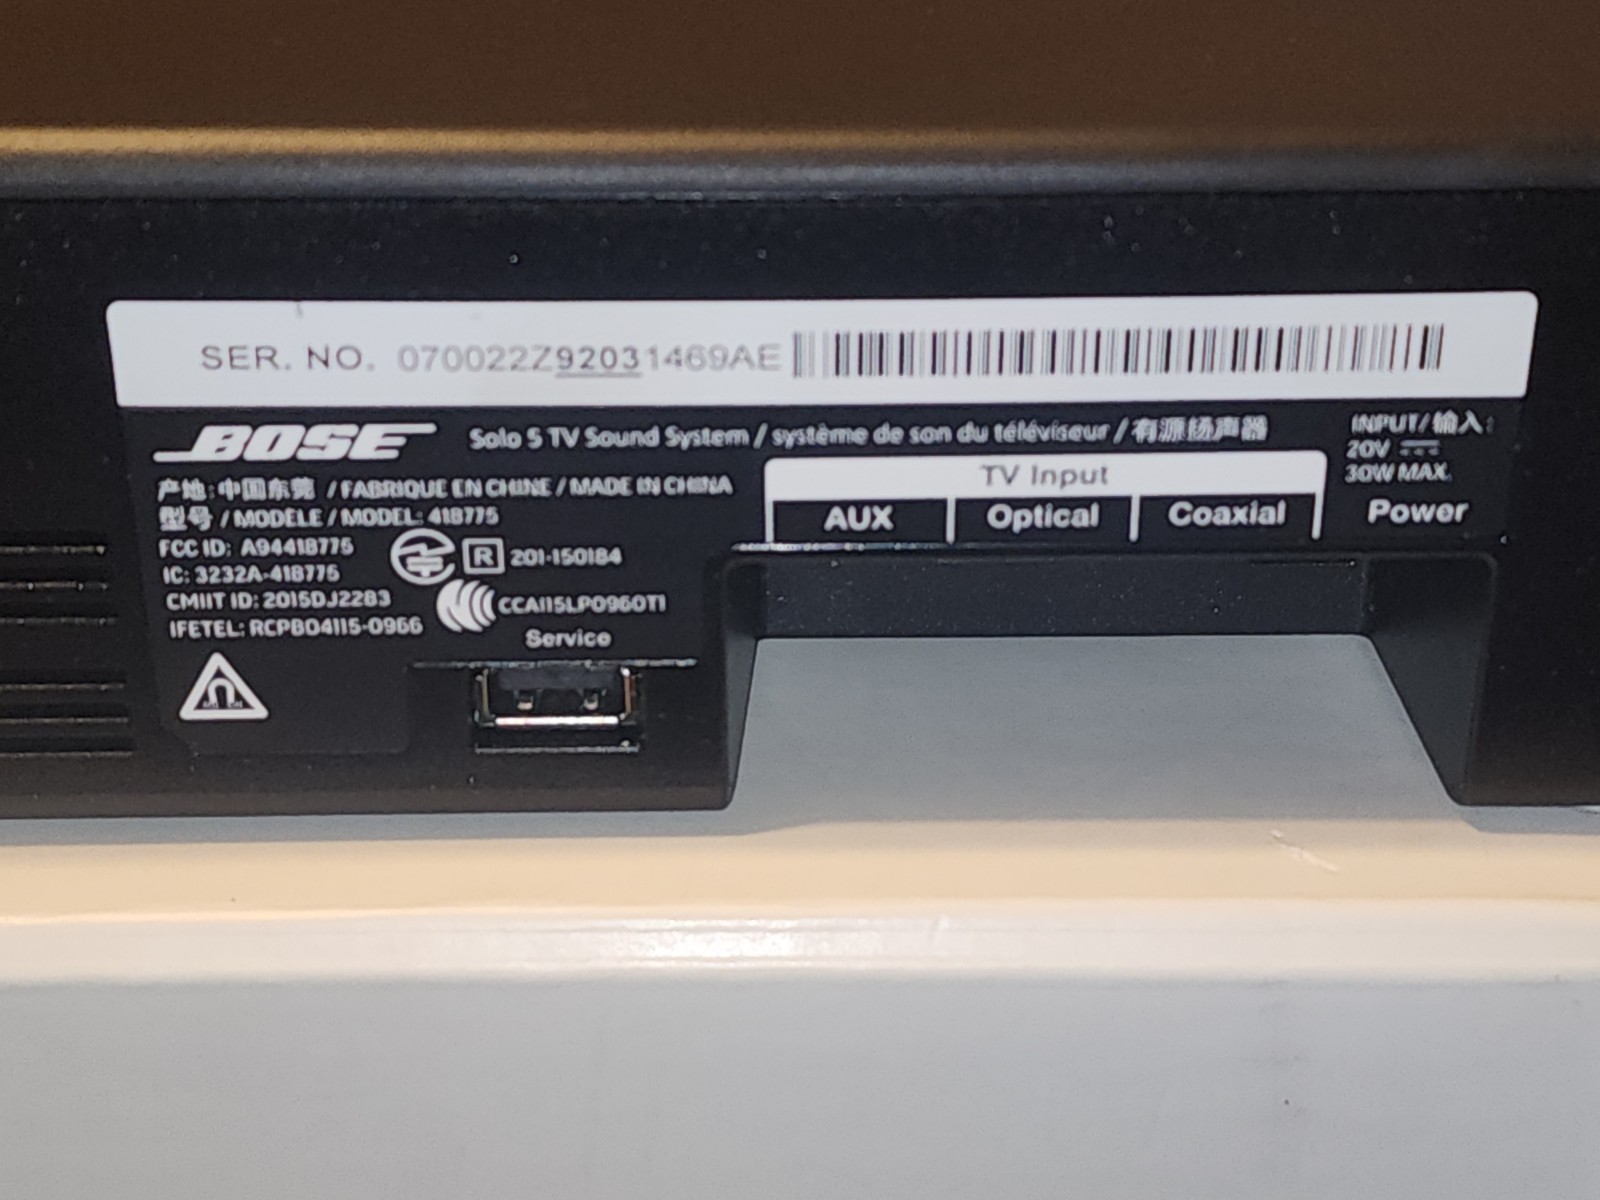 SER. NO. 070022Z92031469AE
BOSE Solo 5 TV Sound System / système de son du téléviseur / 有源扬声器
INPUT/输入:
20V
30W MAX.
Power
TV Input
AUX Optical Coaxial
产地:中国东莞 / FABRIQUE EN CHINE / MADE IN CHINA
型号 / MODÈLE / MODEL: 418775
FCC ID: A94418775
IC: 3232A-418775
R 201-150184
CMIIT ID: 2015DJ2283
CCAI15LP0960T1
IFETEL: RCPBO4115-0966
Service